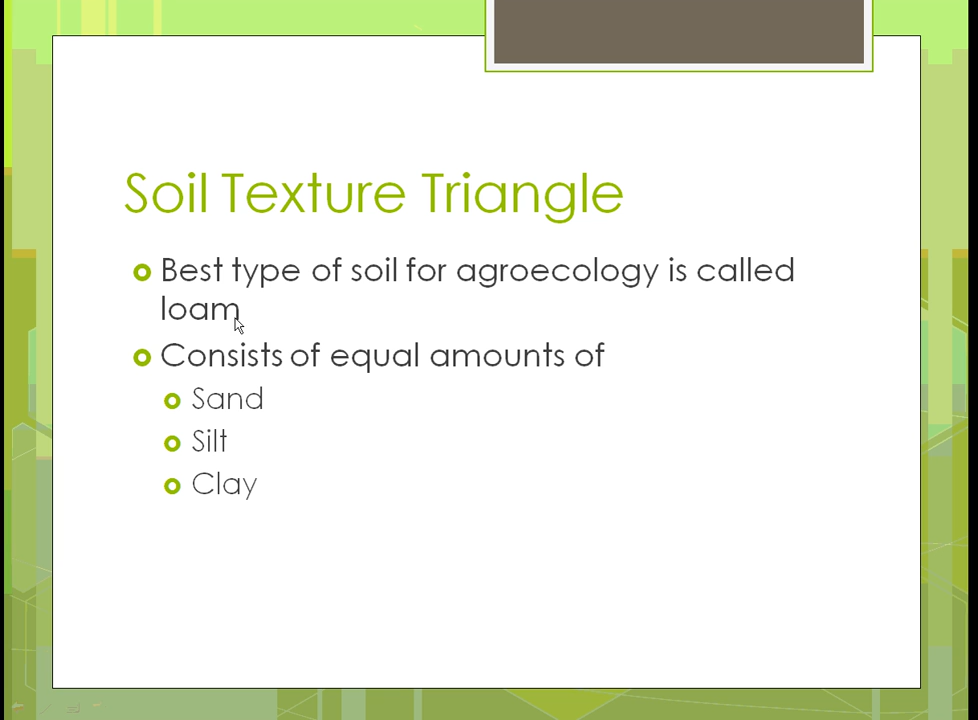 Soil Texture Triangle
Best type of soil for agroecology is called
loam
Consists of equal amounts of
Sand
Silt
Clay